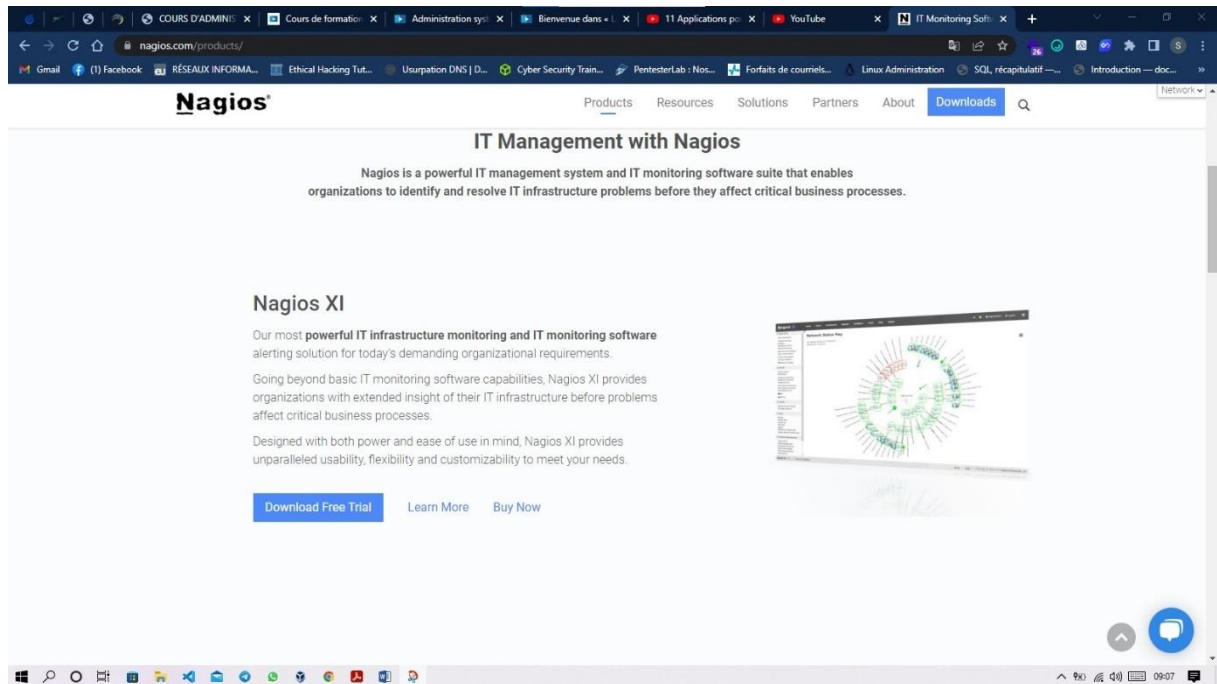 COURS D'ADMINIS
Cours de formation
Administration syst
Bienvenue dans « L
11 Applications po
YouTube
IT Monitoring Softw
nagios.com/products/
26
S
Gmail
(1) Facebook
RÉSEAUX INFORMA...
Ethical Hacking Tut...
Usurpation DNS | D...
Cyber Security Train...
PentesterLab : Nos...
Forfaits de courriels...
Linux Administration
SQL, récapitulatif —...
Introduction — doc...
Nagios®
Products
Resources
Solutions
Partners
About
Downloads
Network
IT Management with Nagios
Nagios is a powerful IT management system and IT monitoring software suite that enables
organizations to identify and resolve IT infrastructure problems before they affect critical business processes.
Nagios XI
Our most powerful IT infrastructure monitoring and IT monitoring software
alerting solution for today's demanding organizational requirements.
Going beyond basic IT monitoring software capabilities, Nagios XI provides
organizations with extended insight of their IT infrastructure before problems
affect critical business processes.
Designed with both power and ease of use in mind, Nagios XI provides
unparalleled usability, flexibility and customizability to meet your needs.
Download Free Trial
Learn More
Buy Now
Network Status Map
09:07